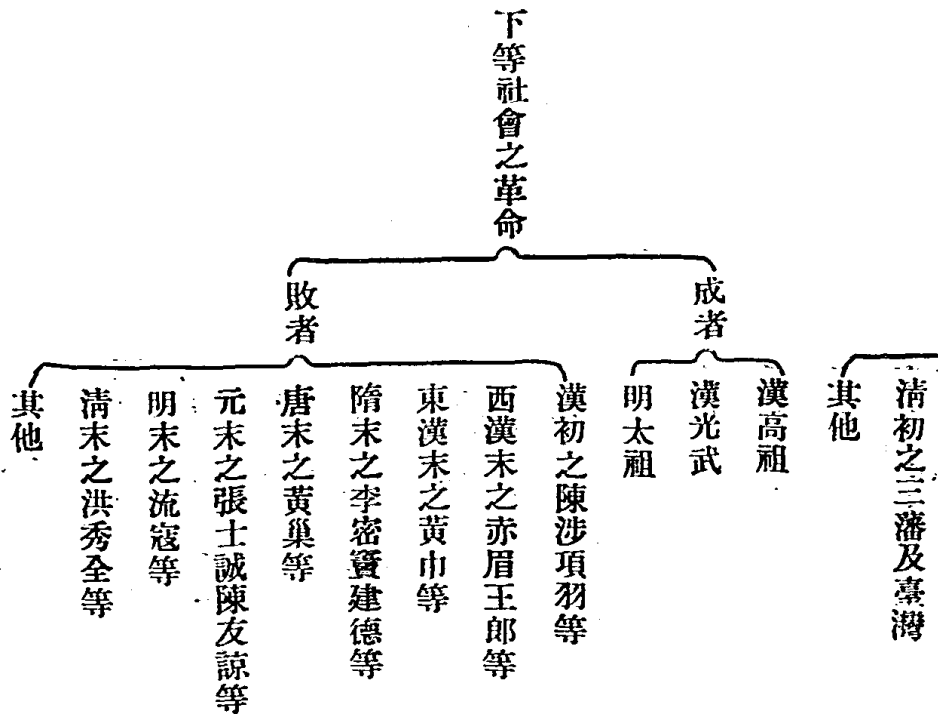 清初之三藩及臺灣
其他
下等社會之革命
成者
漢高祖
漢光武
明太祖
敗者
漢初之陳涉項羽等
西漢末之赤眉王郎等
東漢末之黃巾等
隋末之李密竇建德等
唐末之黃巢等
元末之張士誠陳友諒等
明末之流寇等
清末之洪秀全等
其他